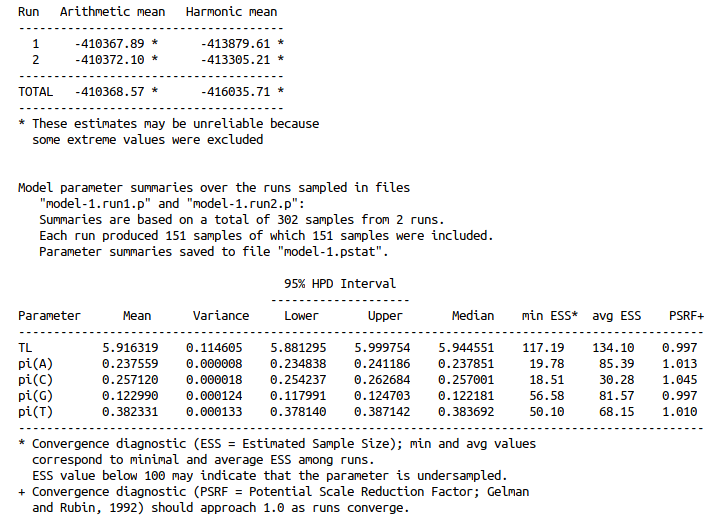 Run   Arithmetic mean   Harmonic mean
--------------------------------------
  1     -410367.89 *      -413879.61 *
  2     -410372.10 *      -413305.21 *
--------------------------------------
TOTAL   -410368.57 *      -416035.71 *
--------------------------------------
* These estimates may be unreliable because
  some extreme values were excluded
Model parameter summaries over the runs sampled in files
   "model-1.run1.p" and "model-1.run2.p":
   Summaries are based on a total of 302 samples from 2 runs.
   Each run produced 151 samples of which 151 samples were included.
   Parameter summaries saved to file "model-1.pstat".
                                      95% HPD Interval
                                    --------------------
Parameter      Mean      Variance     Lower       Upper       Median    min ESS*  avg ESS    PSRF+
--------------------------------------------------------------------------------------------------
TL          5.916319    0.114605    5.881295    5.999754    5.944551    117.19    134.10   0.997
pi(A)       0.237559    0.000008    0.234838    0.241186    0.237851     19.78     85.39   1.013
pi(C)       0.257120    0.000018    0.254237    0.262684    0.257001     18.51     30.28   1.045
pi(G)       0.122990    0.000124    0.117991    0.124703    0.122181     56.58     81.57   0.997
pi(T)       0.382331    0.000133    0.378140    0.387142    0.383692     50.10     68.15   1.010
--------------------------------------------------------------------------------------------------
* Convergence diagnostic (ESS = Estimated Sample Size); min and avg values
  correspond to minimal and average ESS among runs.
  ESS value below 100 may indicate that the parameter is undersampled.
+ Convergence diagnostic (PSRF = Potential Scale Reduction Factor; Gelman
  and Rubin, 1992) should approach 1.0 as runs converge.